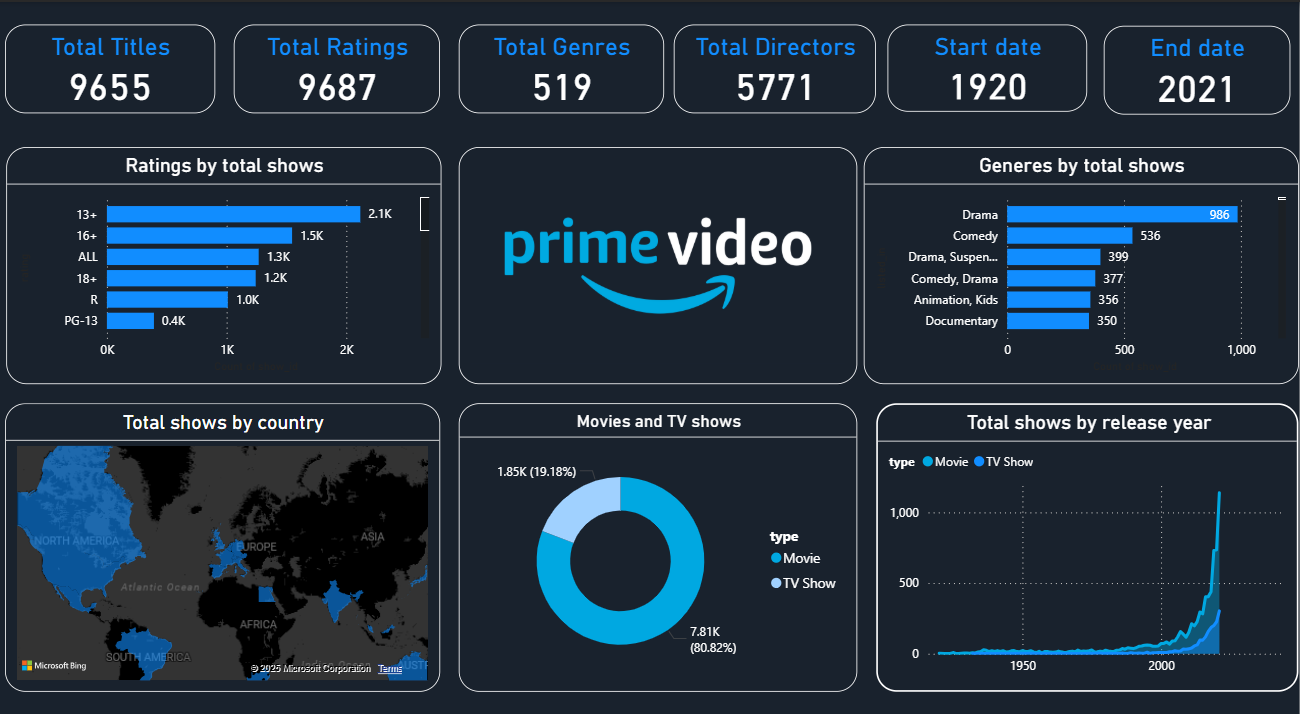 Total Titles
9655
Total Ratings
9687
Total Genres
519
Total Directors
5771
Start date
1920
End date
2021
Ratings by total shows
13+ 2.1K
16+ 1.5K
ALL 1.3K
18+ 1.2K
R 1.0K
PG-13 0.4K
0K 1K 2K
prime video
Generes by total shows
Drama 986
Comedy 536
Drama, Suspen... 399
Comedy, Drama 377
Animation, Kids 356
Documentary 350
0 500 1,000
Total shows by country
NORTH AMERICA
EUROPE
ASIA
Atlantic Ocean
AFRICA
SOUTH AMERICA
Indian Ocean
AUSTR
Microsoft Bing
© 2025 Microsoft Corporation Terms
Movies and TV shows
1.85K (19.18%)
type
Movie
TV Show
7.81K
(80.82%)
Total shows by release year
type Movie TV Show
1,000
500
0
1950 2000